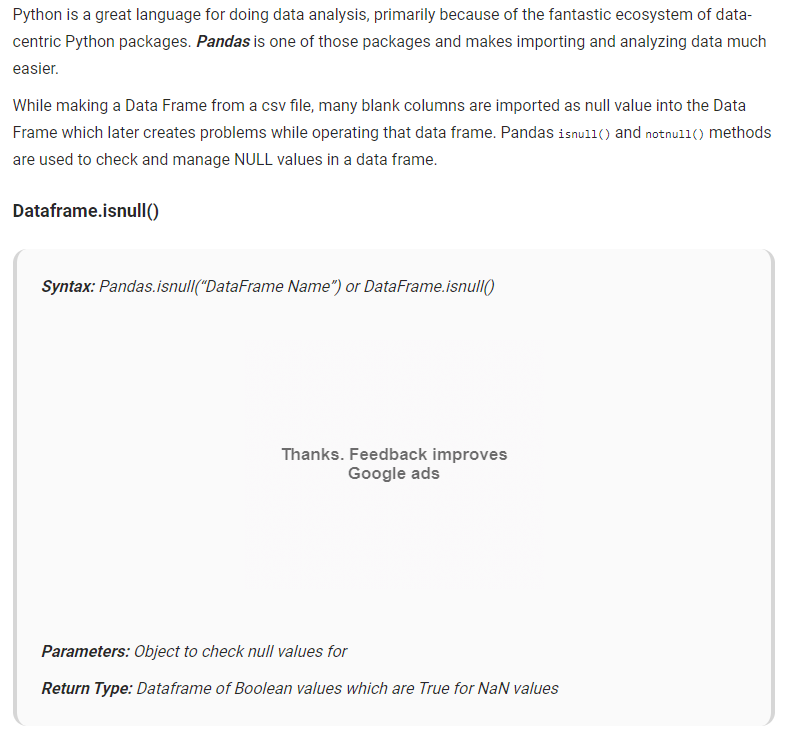 Python is a great language for doing data analysis, primarily because of the fantastic ecosystem of data-
centric Python packages. Pandas is one of those packages and makes importing and analyzing data much
easier.
While making a Data Frame from a csv file, many blank columns are imported as null value into the Data
Frame which later creates problems while operating that data frame. Pandas isnull() and notnull() methods
are used to check and manage NULL values in a data frame.
Dataframe.isnull()
Syntax: Pandas.isnull(“DataFrame Name”) or DataFrame.isnull()
Thanks. Feedback improves
Google ads
Parameters: Object to check null values for
Return Type: Dataframe of Boolean values which are True for NaN values